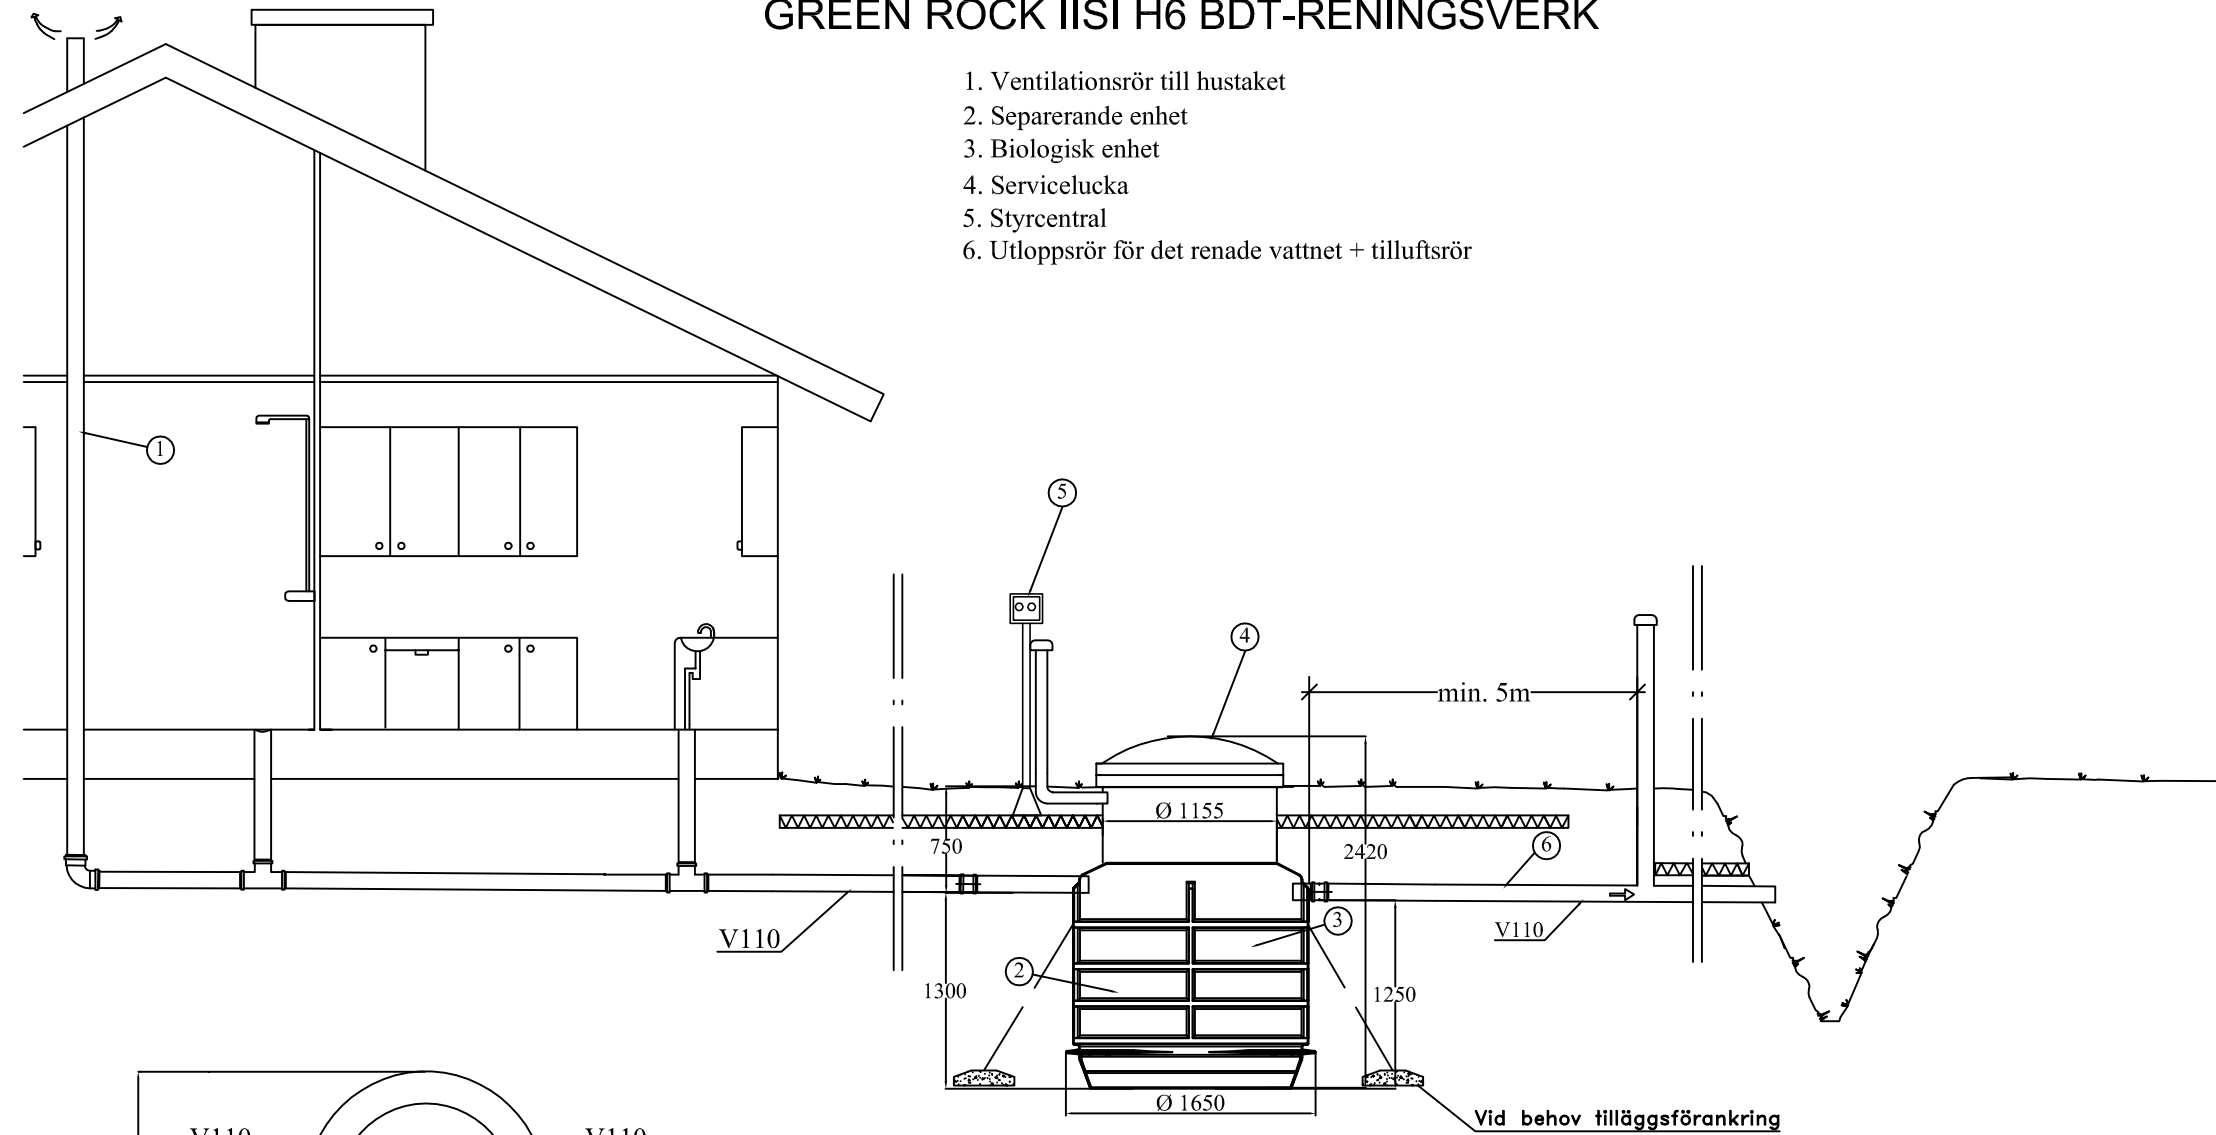 GREEN ROCK IISI H6 BDT-RENINGSVERK
1. Ventilationsrör till hustaket
2. Separerande enhet
3. Biologisk enhet
4. Servicelucka
5. Styrcentral
6. Utloppsrör för det renade vattnet + tilluftsrör
1
5
4
min. 5m
Ø 1155
750
2420
6
V110
3
V110
2
1300
1250
Ø 1650
Vid behov tilläggsförankring
V110
V110